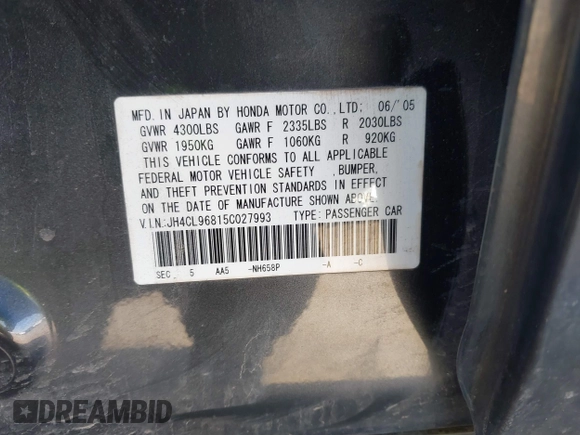 MFD. IN JAPAN BY HONDA MOTOR CO., LTD: 06/'05
GVWR 4300LBS GAWR F 2335LBS R 2030LBS
GVWR 1950KG GAWR F 1060KG R 920KG
THIS VEHICLE CONFORMS TO ALL APPLICABLE
FEDERAL MOTOR VEHICLE SAFETY , BUMPER,
AND THEFT PREVENTION STANDARDS IN EFFECT
ON THE DATE OF MANUFACTURE SHOWN ABOVE.
V.I.N.:JH4CL96815C027993 TYPE: PASSENGER CAR
SEC. 5 AA5 -NH658P -A -C
DREAMBID